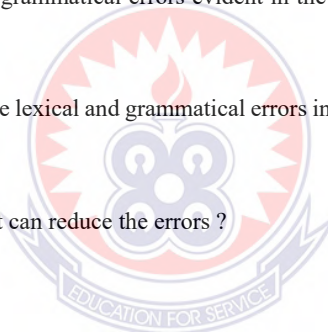 grammatical errors evident in the
e lexical and grammatical errors in
t can reduce the errors ?
EDUCATION FOR SERVICE